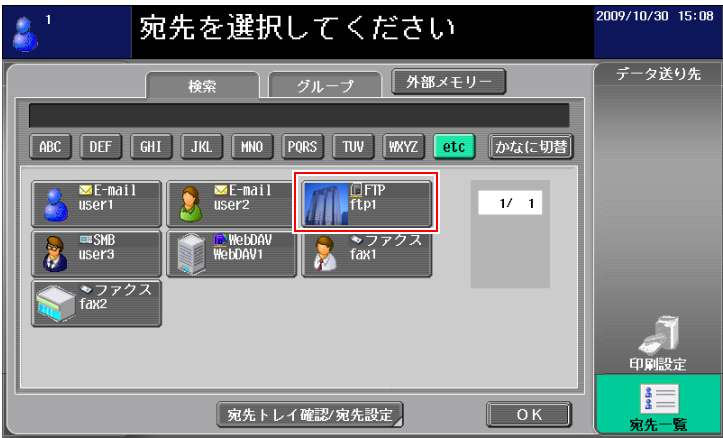 1
宛先を選択してください
2009/10/30 15:08
検索
グループ
外部メモリー
データ送り先
ABC DEF GHI JKL MNO PQRS TUV WXYZ etc かなに切替
E-mail
user1
E-mail
user2
FTP
ftp1
1/ 1
SMB
user3
WebDAV
WebDAV1
ファクス
fax1
ファクス
fax2
印刷設定
宛先トレイ確認/宛先設定
OK
宛先一覧